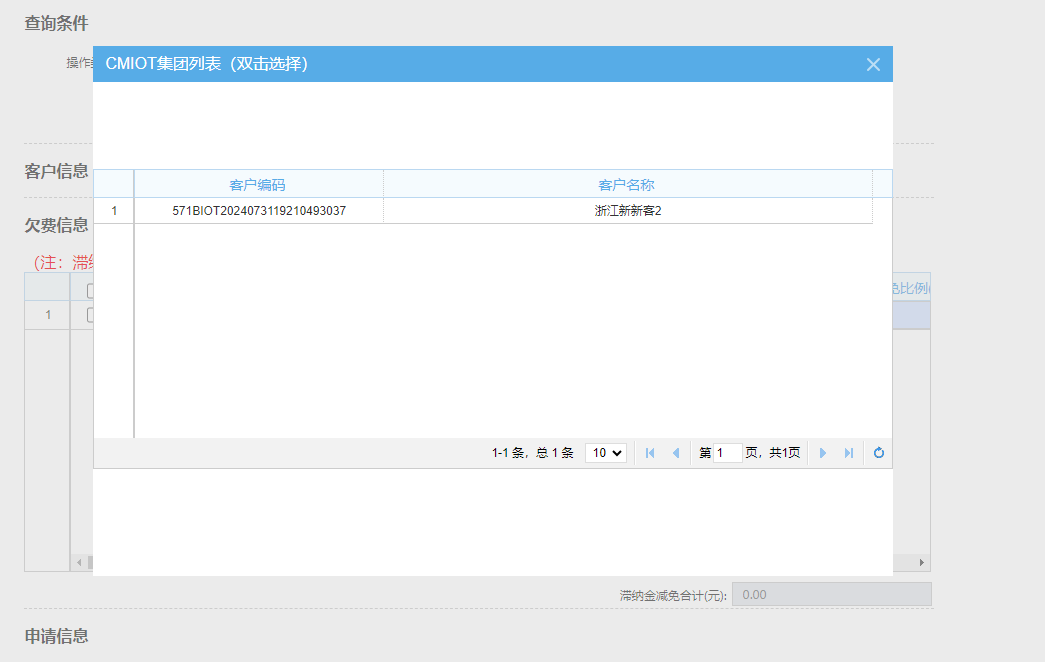 查询条件
操作
CMIOT集团列表（双击选择）
客户信息
客户编码 客户名称
1 571BIOT2024073119210493037 浙江新新客2
欠费信息
（注：滞
比例
1
1-1 条，总 1 条 10 第 1 页，共1页
滞纳金减免合计(元): 0.00
申请信息